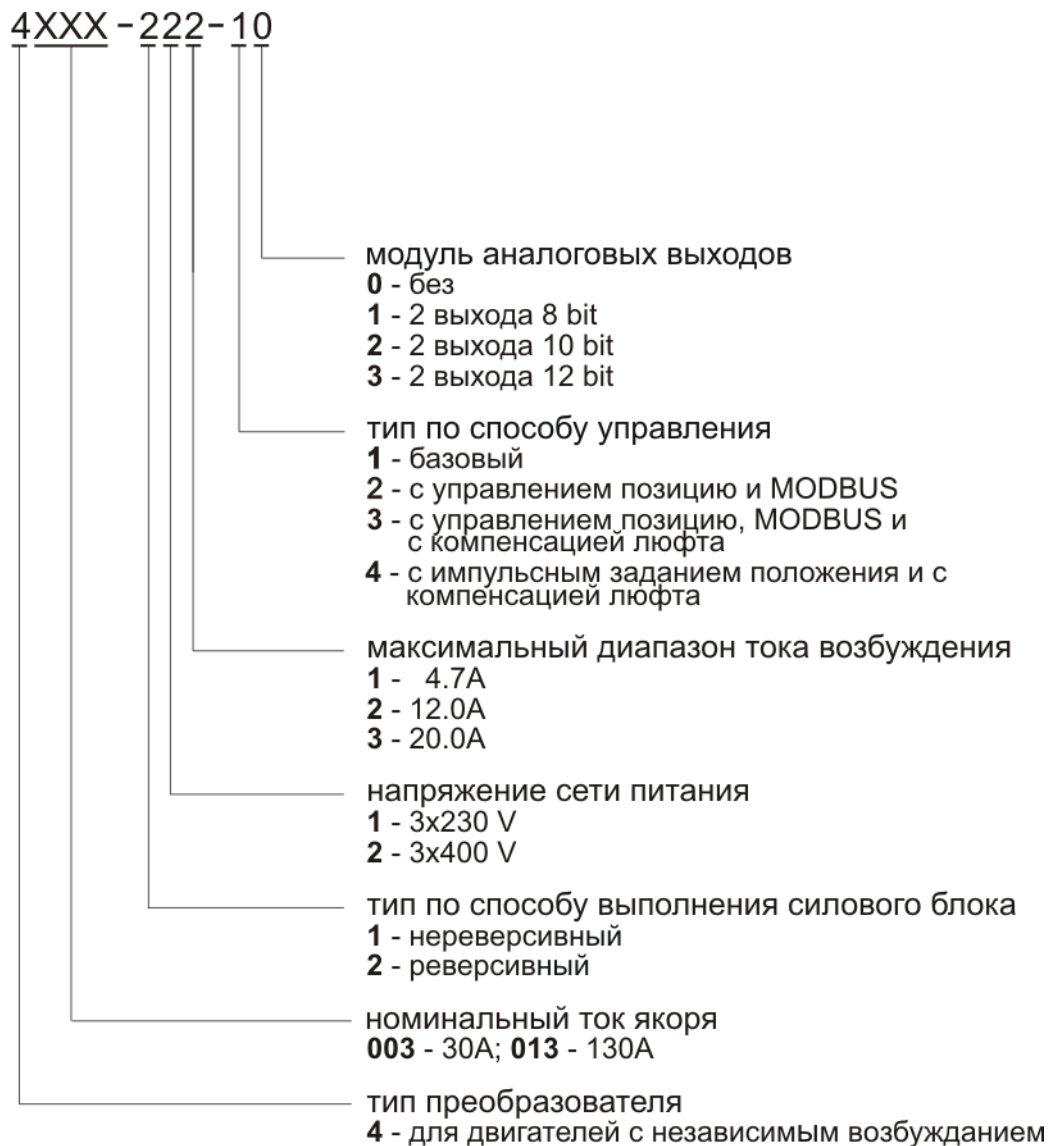 4XXX-222-10
модуль аналоговых выходов
0 - без
1 - 2 выхода 8 bit
2 - 2 выхода 10 bit
3 - 2 выхода 12 bit
тип по способу управления
1 - базовый
2 - с управлением позицию и MODBUS
3 - с управлением позицию, MODBUS и
с компенсацией люфта
4 - с импульсным заданием положения и с
компенсацией люфта
максимальный диапазон тока возбуждения
1 - 4.7A
2 - 12.0A
3 - 20.0A
напряжение сети питания
1 - 3x230 V
2 - 3x400 V
тип по способу выполнения силового блока
1 - нереверсивный
2 - реверсивный
номинальный ток якоря
003 - 30A; 013 - 130A
тип преобразователя
4 - для двигателей с независимым возбужданием